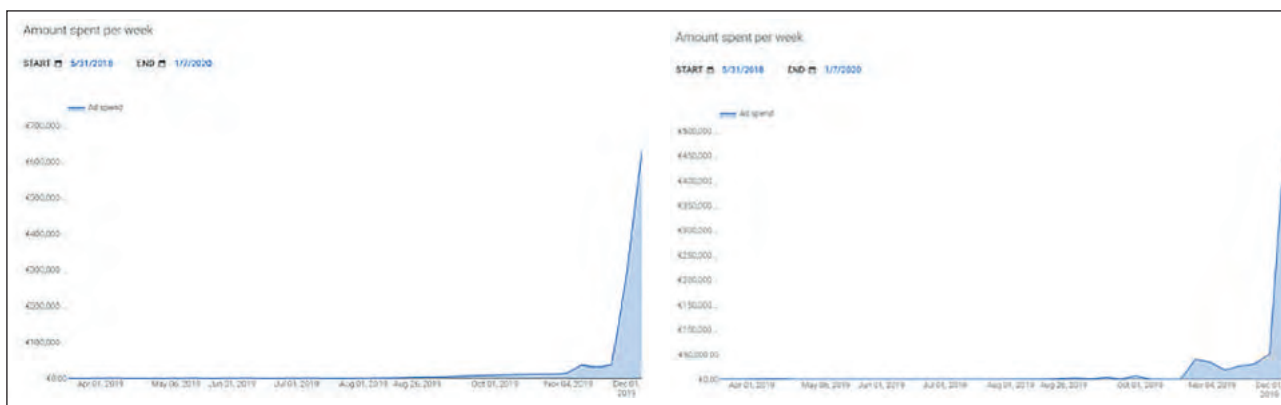 Amount spent per week
START 5/31/2018 END 1/7/2020
Ad spend
€700,000...
€600,000...
€500,000...
€400,000...
€300,000...
€200,000...
€100,000...
€0.00
Apr 01, 2019 May 06, 2019 Jun 01, 2019 Jul 01, 2019 Aug 01, 2019 Aug 26, 2019 Oct 01, 2019 Nov 04, 2019 Dec 01,
2019
Amount spent per week
START 5/31/2018 END 1/7/2020
Ad spend
€500,000...
€450,000...
€400,000...
€350,000...
€300,000...
€250,000...
€200,000...
€150,000...
€100,000...
€50,000.00
€0.00
Apr 01, 2019 May 06, 2019 Jun 01, 2019 Jul 01, 2019 Aug 01, 2019 Aug 26, 2019 Oct 01, 2019 Nov 04, 2019 Dec 01,
2019